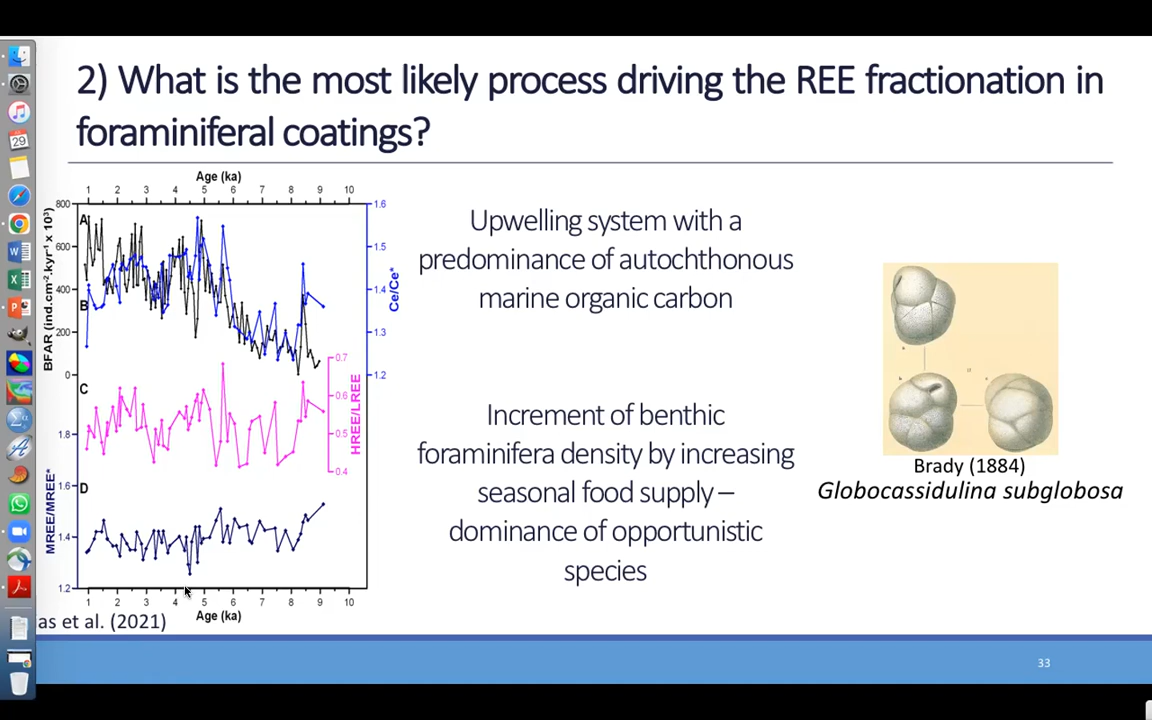 2) What is the most likely process driving the REE fractionation in
foraminiferal coatings?
Age (ka)
1 2 3 4 5 6 7 8 9 10
800
600
400
200
0
BFAR (ind.cm-².kyr-¹ x 10³)
A
B
1.6
1.5
1.4
1.3
1.2
Ce/Ce*
C
0.7
0.6
0.5
0.4
HREE/LREE
D
1.8
1.6
1.4
1.2
MREE/MREE*
1 2 3 4 5 6 7 8 9 10
Age (ka)
as et al. (2021)
Upwelling system with a
predominance of autochthonous
marine organic carbon
Increment of benthic
foraminifera density by increasing
seasonal food supply –
dominance of opportunistic
species
Brady (1884)
Globocassidulina subglobosa
33
29